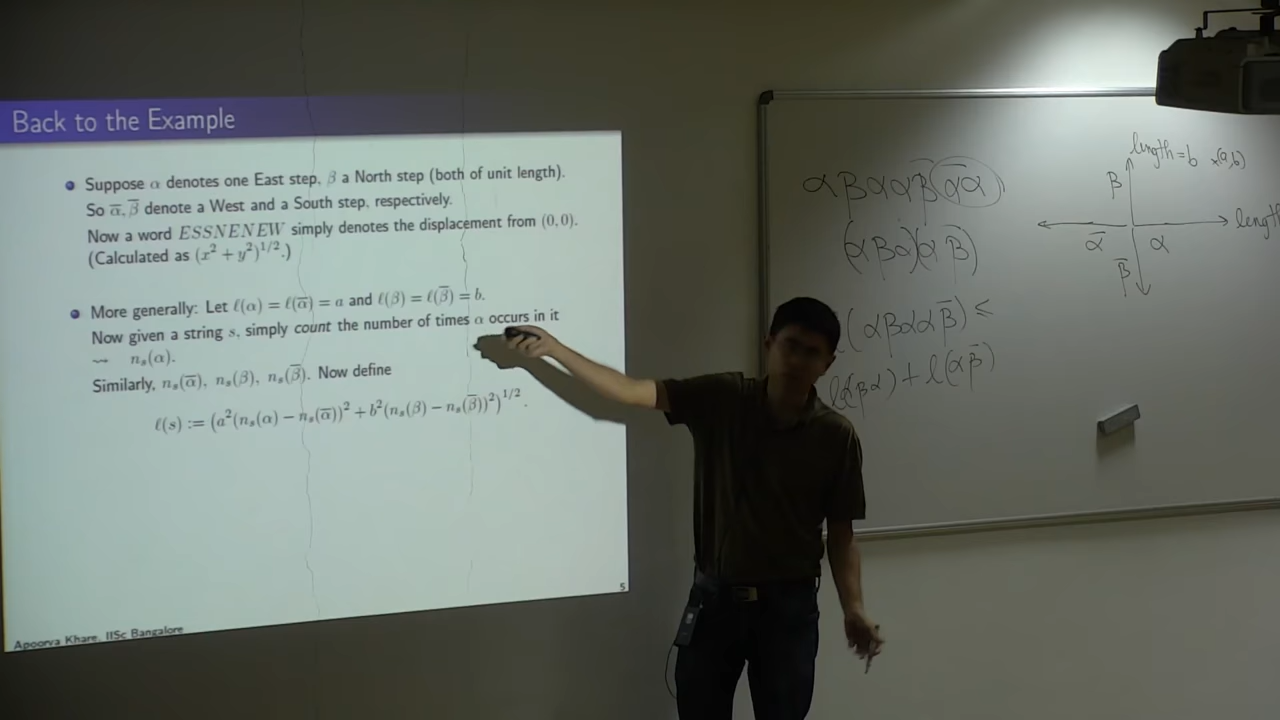 Back to the Example
Suppose α denotes one East step, β a North step (both of unit length).
So ᾱ, β̄ denote a West and a South step, respectively.
Now a word ESSNENEW simply denotes the displacement from (0, 0).
(Calculated as (x² + y²)^{1/2}.)
More generally: Let ℓ(α) = ℓ(ᾱ) = a and ℓ(β) = ℓ(β̄) = b.
Now given a string s, simply count the number of times α occurs in it
⇝ n_s(α).
Similarly, n_s(ᾱ), n_s(β), n_s(β̄). Now define
ℓ(s) := (a²(n_s(α) − n_s(ᾱ))² + b²(n_s(β) − n_s(β̄))²)^{1/2}.
5
Apoorva Khare, IISc Bangalore
αβααβ̄ᾱα
(αβα)(αβ̄)
(αβααβ̄) ≤
l(αβα) + l(αβ̄)
length = b
(a,b)
β
length
ᾱ
α
β̄